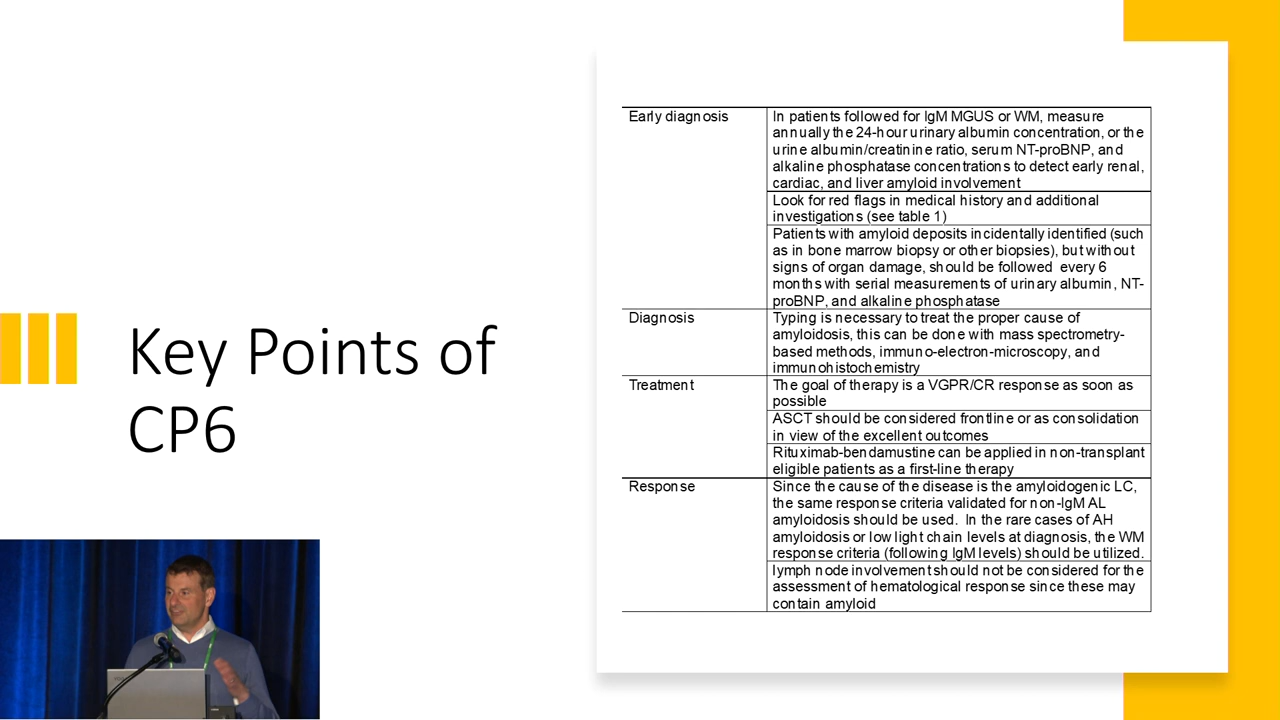 Key Points of
CP6
Early diagnosis
In patients followed for IgM MGUS or WM, measure
annually the 24-hour urinary albumin concentration, or the
urine albumin/creatinine ratio, serum NT-proBNP, and
alkaline phosphatase concentrations to detect early renal,
cardiac, and liver amyloid involvement
Look for red flags in medical history and additional
investigations (see table 1)
Patients with amyloid deposits incidentally identified (such
as in bone marrow biopsy or other biopsies), but without
signs of organ damage, should be followed every 6
months with serial measurements of urinary albumin, NT-
proBNP, and alkaline phosphatase
Diagnosis
Typing is necessary to treat the proper cause of
amyloidosis, this can be done with mass spectrometry-
based methods, immuno-electron-microscopy, and
immunohistochemistry
Treatment
The goal of therapy is a VGPR/CR response as soon as
possible
ASCT should be considered frontline or as consolidation
in view of the excellent outcomes
Rituximab-bendamustine can be applied in non-transplant
eligible patients as a first-line therapy
Response
Since the cause of the disease is the amyloidogenic LC,
the same response criteria validated for non-IgM AL
amyloidosis should be used. In the rare cases of AH
amyloidosis or low light chain levels at diagnosis, the WM
response criteria (following IgM levels) should be utilized.
lymph node involvement should not be considered for the
assessment of hematological response since these may
contain amyloid